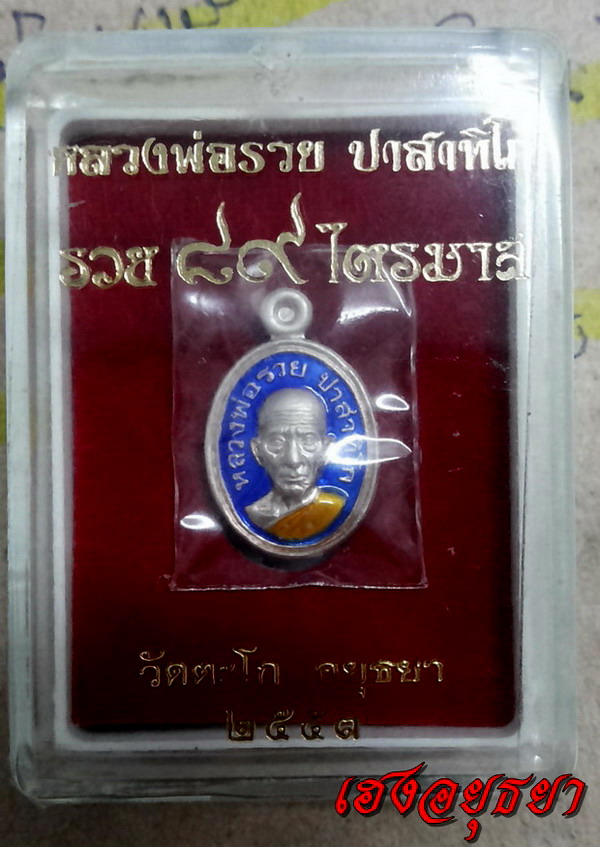 หลวงพ่อรวย ปาสาทิโก
รวย ๘๙ ไตรมาส
หลวงพ่อรวย ปาสาทิโก
วัดตะโก อยุธยา
๒๕๕๓
เฮงอยุธยา